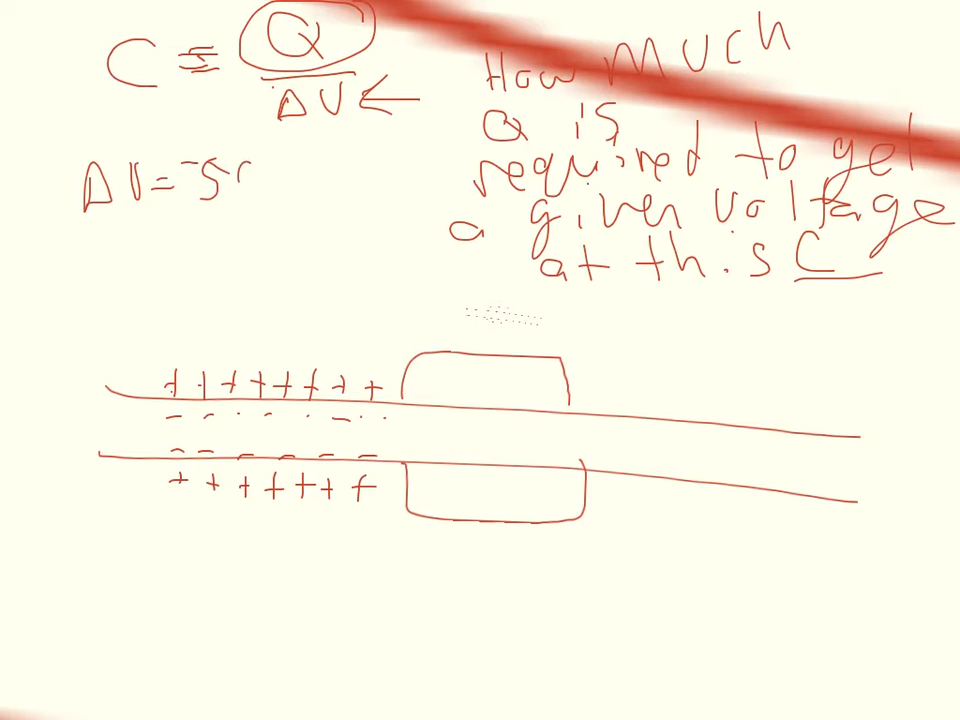 C ≡ Q / ΔV ←
How much
Q is
required to get
a given voltage
at this C
ΔV = -5
+ + + + + + + +
- - - - - - - -
- - - - - -
+ + + + + + +